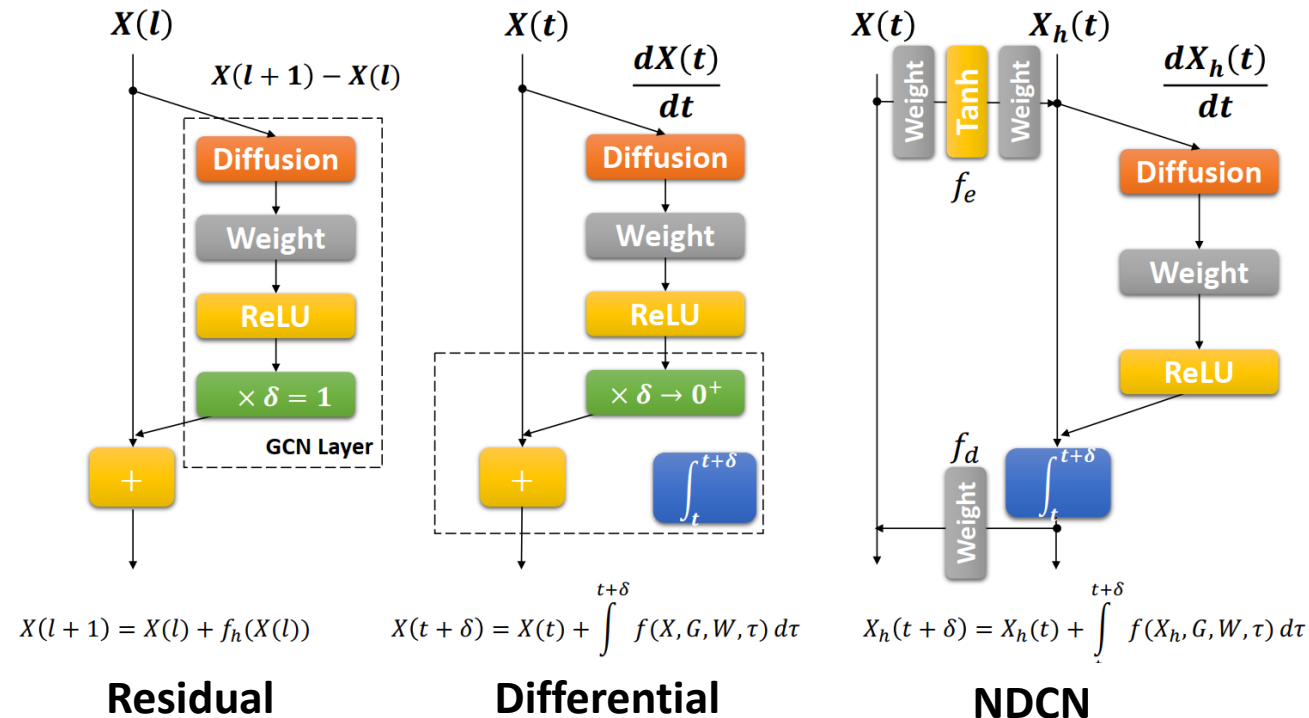 X(l)
X(l + 1) − X(l)
Diffusion
Weight
ReLU
× δ = 1
GCN Layer
+
X(l + 1) = X(l) + f_h(X(l))
Residual
X(t)
dX(t)
dt
Diffusion
Weight
ReLU
× δ → 0⁺
+
∫_t^{t+δ}
X(t + δ) = X(t) + ∫^{t+δ} f(X, G, W, τ) dτ
Differential
X(t)
X_h(t)
Weight
Tanh
Weight
f_e
dX_h(t)
dt
Diffusion
Weight
ReLU
f_d
Weight
∫_t^{t+δ}
X_h(t + δ) = X_h(t) + ∫^{t+δ} f(X_h, G, W, τ) dτ
NDCN